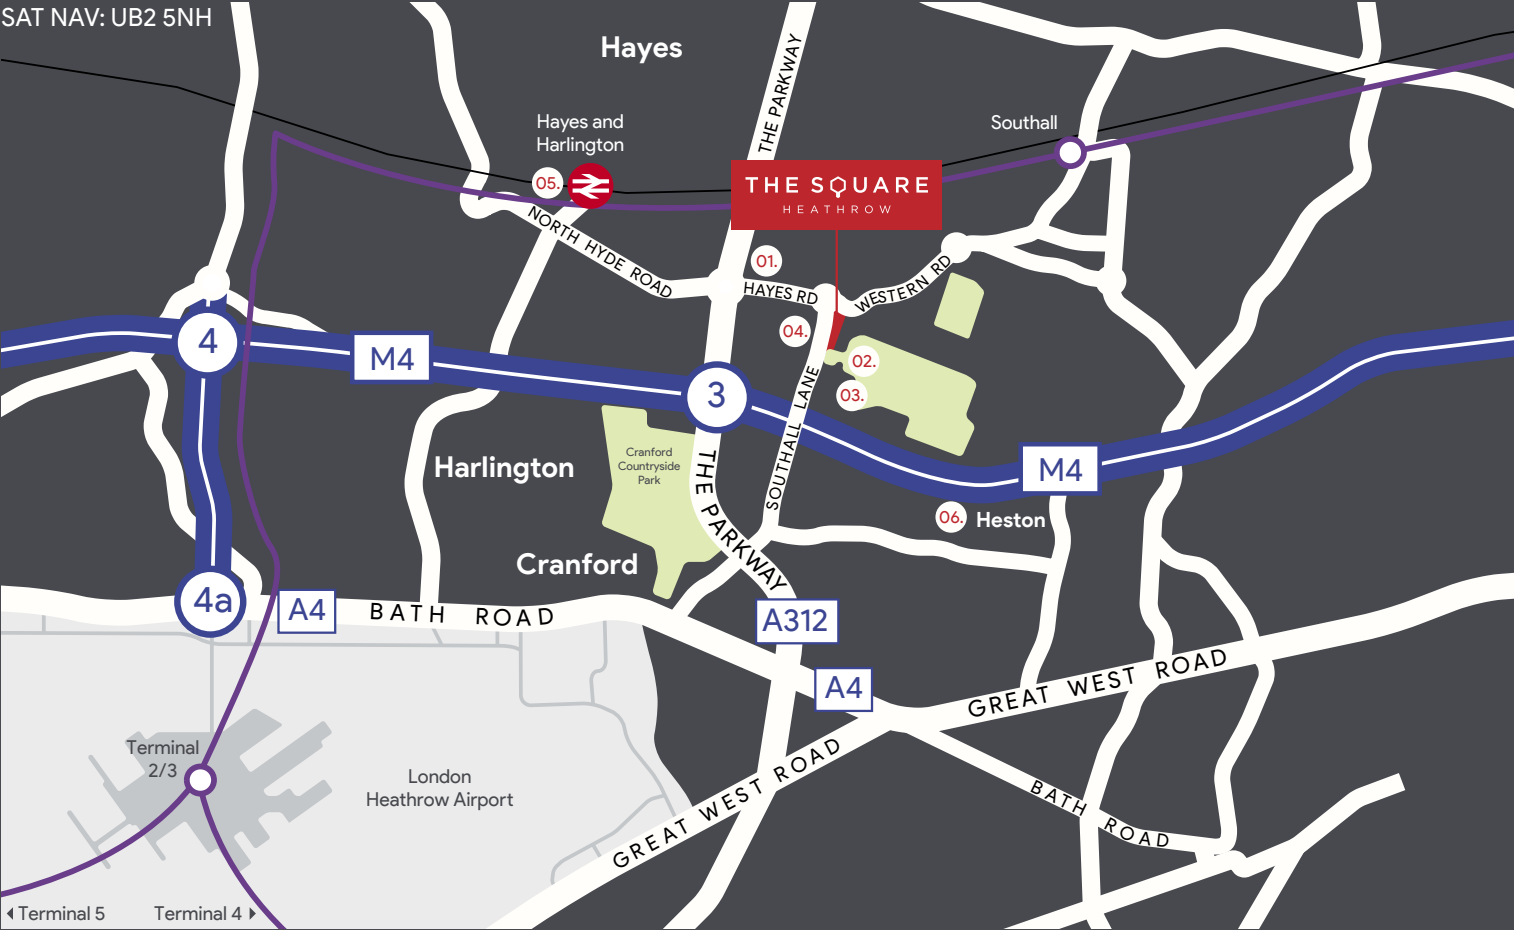 SAT NAV: UB2 5NH
Hayes
THE PARKWAY
Hayes and
Harlington
Southall
05.
THE SQUARE
HEATHROW
NORTH HYDE ROAD
01.
HAYES RD
WESTERN RD
04.
4
M4
3
02.
03.
SOUTHALL LANE
Cranford
Countryside
Park
Harlington
THE PARKWAY
M4
06.
Heston
Cranford
4a
A4
BATH ROAD
A312
A4
GREAT WEST ROAD
GREAT WEST ROAD
BATH ROAD
Terminal
2/3
London
Heathrow Airport
Terminal 5
Terminal 4